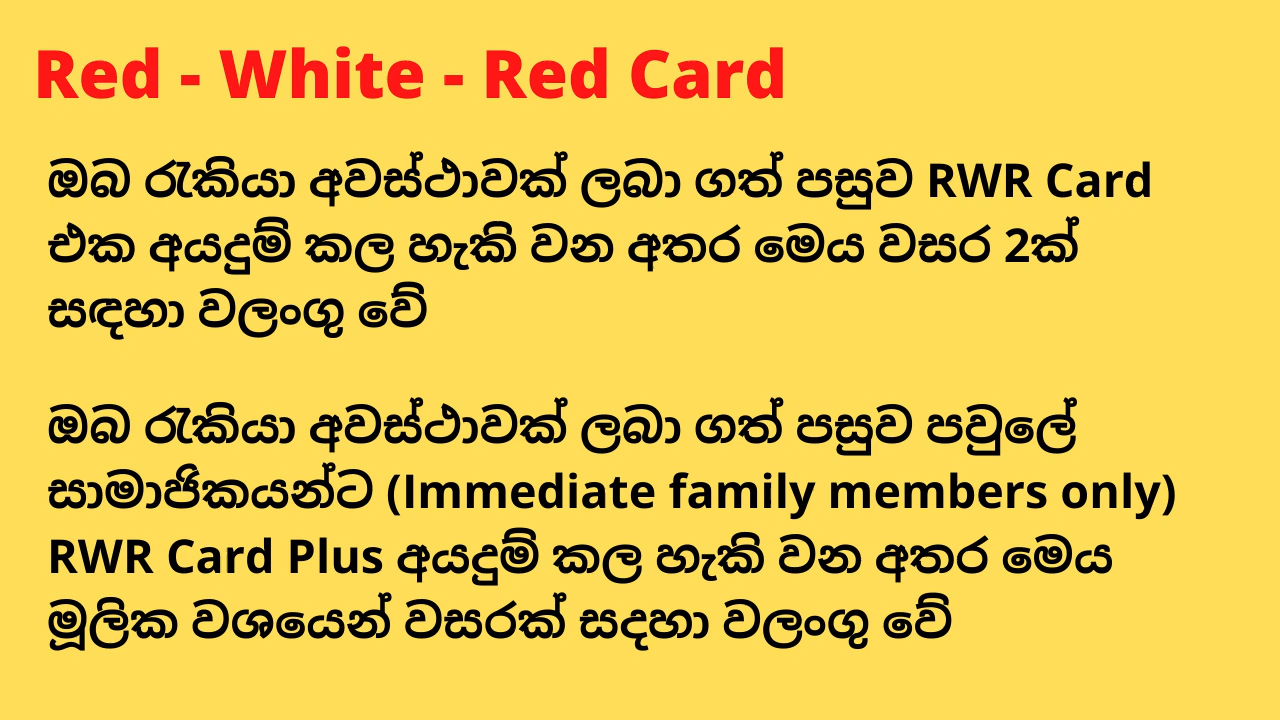 Red - White - Red Card
ඔබ රැකියා අවස්ථාවක් ලබා ගත් පසුව RWR Card
එක අයදුම් කල හැකි වන අතර මෙය වසර 2ක්
සඳහා වලංගු වේ
ඔබ රැකියා අවස්ථාවක් ලබා ගත් පසුව පවුලේ
සාමාජිකයන්ට (Immediate family members only)
RWR Card Plus අයදුම් කල හැකි වන අතර මෙය
මූලික වශයෙන් වසරක් සදහා වලංගු වේ